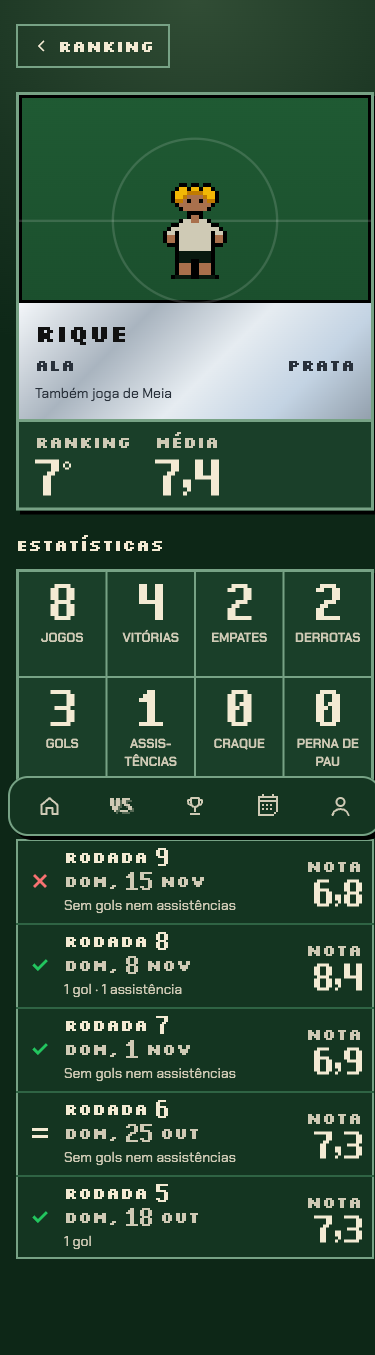 RANKING
RIQUE
ALA PRATA
Também joga de Meia
RANKING MÉDIA
7° 7,4
ESTATÍSTICAS
8 4 2 2
JOGOS VITÓRIAS EMPATES DERROTAS
3 1 0 0
GOLS ASSIS-TÊNCIAS CRAQUE PERNA DE PAU
VS
RODADA 9
DOM, 15 NOV
Sem gols nem assistências
NOTA
6,8
RODADA 8
DOM, 8 NOV
1 gol · 1 assistência
NOTA
8,4
RODADA 7
DOM, 1 NOV
Sem gols nem assistências
NOTA
6,9
RODADA 6
DOM, 25 OUT
Sem gols nem assistências
NOTA
7,3
RODADA 5
DOM, 18 OUT
1 gol
NOTA
7,3